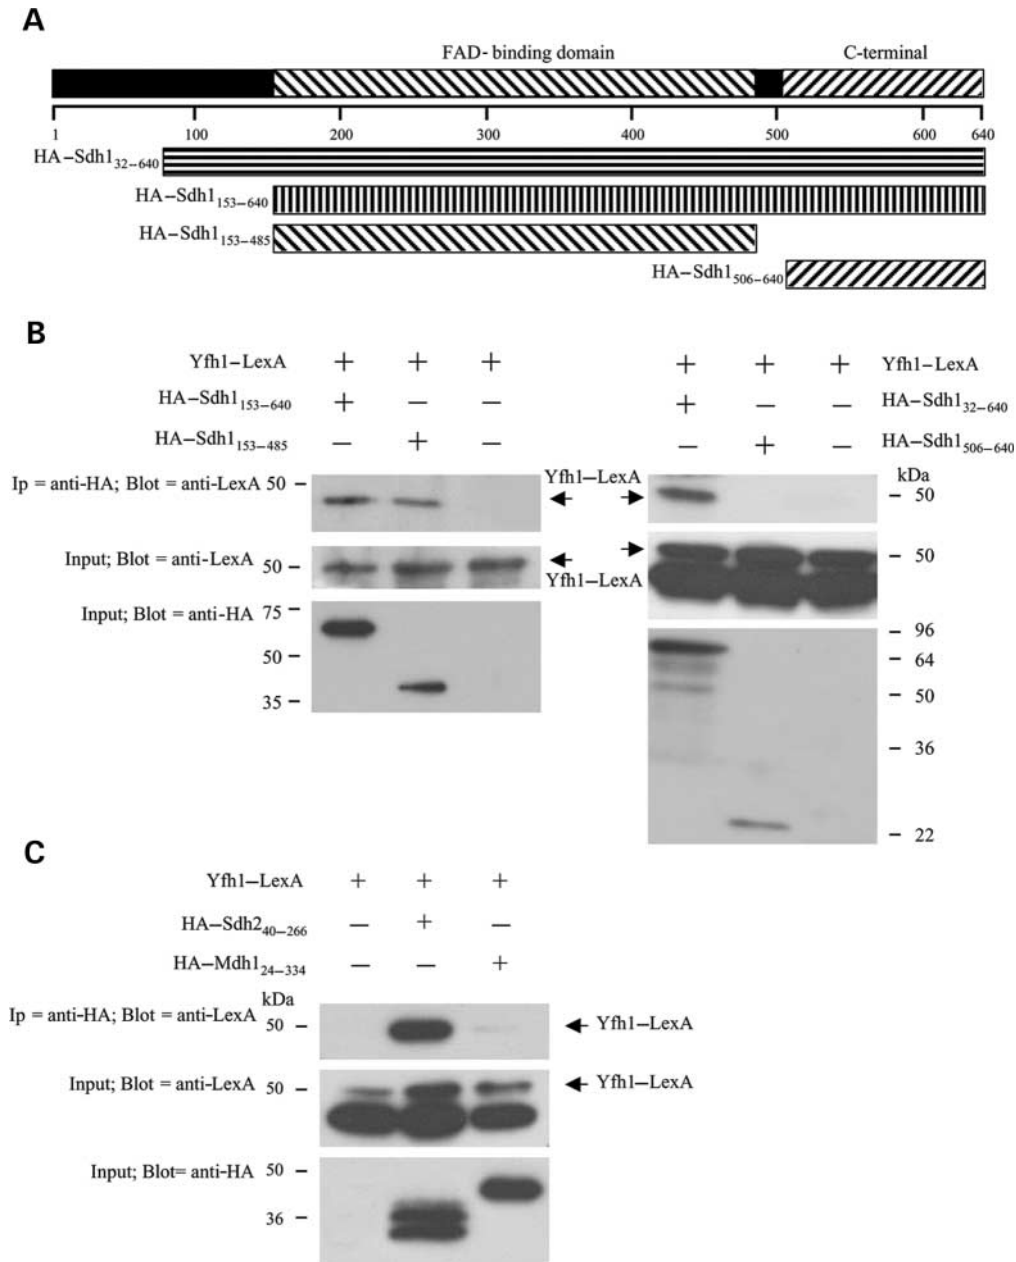 A
FAD- binding domain C-terminal
1 100 200 300 400 500 600 640
HA–Sdh1₃₂₋₆₄₀
HA–Sdh1₁₅₃₋₆₄₀
HA–Sdh1₁₅₃₋₄₈₅
HA–Sdh1₅₀₆₋₆₄₀
B
Yfh1–LexA + + + + + + Yfh1–LexA
HA–Sdh1₁₅₃₋₆₄₀ + – – + – – HA–Sdh1₃₂₋₆₄₀
HA–Sdh1₁₅₃₋₄₈₅ – + – – + – HA–Sdh1₅₀₆₋₆₄₀
kDa
Ip = anti-HA; Blot = anti-LexA 50 – Yfh1–LexA – 50
Input; Blot = anti-LexA 50 – Yfh1–LexA – 50
Input; Blot = anti-HA 75 –
50 –
35 –
– 96
– 64
– 50
– 36
– 22
C
Yfh1–LexA + + +
HA–Sdh2₄₀₋₂₆₆ – + –
HA–Mdh1₂₄₋₃₃₄ – – +
kDa
Ip = anti-HA; Blot = anti-LexA 50 – Yfh1–LexA
Input; Blot = anti-LexA 50 – Yfh1–LexA
Input; Blot= anti-HA 50 –
36 –